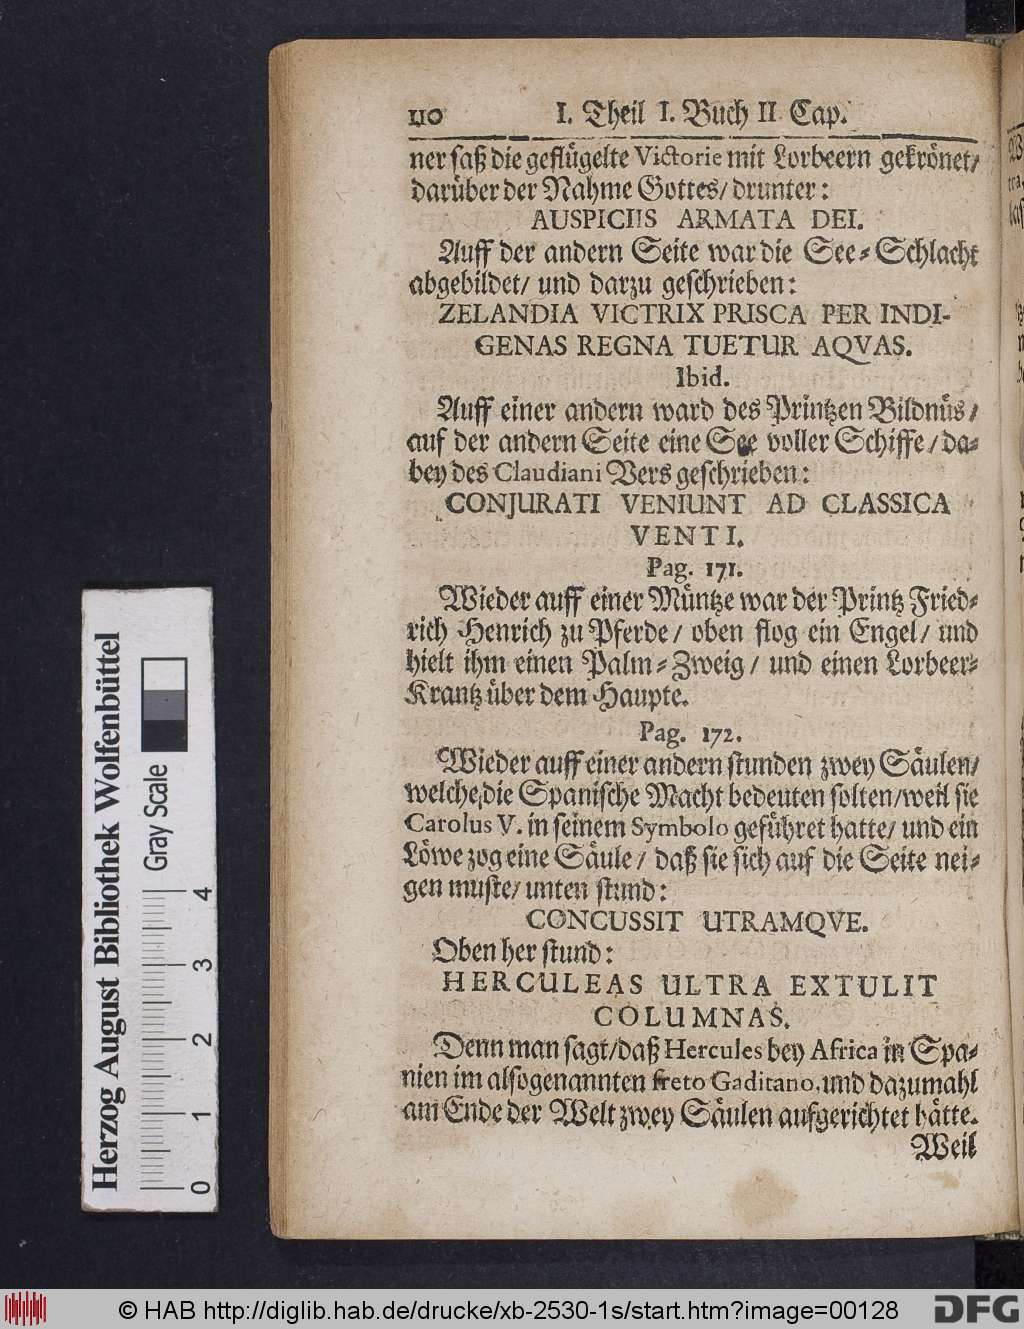 110 I. Theil I. Buch II Cap.
ner saß die geflügelte Victorie mit Lorbeern gekrönet/
darüber der Nahme Gottes/ drunter:
AUSPICIIS ARMATA DEI.
Auff der andern Seite war die See-Schlacht
abgebildet/ und darzu geschrieben:
ZELANDIA VICTRIX PRISCA PER INDI-
GENAS REGNA TUETUR AQVAS.
Ibid.
Auff einer andern ward des Printzen Bildnüs/
auf der andern Seite eine See voller Schiffe/ da-
bey des Claudiani Vers geschrieben:
CONJURATI VENIUNT AD CLASSICA
VENTI.
Pag. 171.
Wieder auff einer Müntze war der Printz Fried-
rich Henrich zu Pferde/ oben flog ein Engel/ und
hielt ihm einen Palm-Zweig/ und einen Lorbeer-
Krantz über dem Haupte.
Pag. 172.
Wieder auff einer andern stunden zwey Säulen/
welche die Spanische Macht bedeuten solten/ weil sie
Carolus V. in seinem Symbolo geführet hatte/ und ein
Löwe zog eine Säule/ daß sie sich auf die Seite nei-
gen muste/ unten stund:
CONCUSSIT UTRAMQVE.
Oben her stund:
HERCULEAS ULTRA EXTULIT
COLUMNAS.
Denn man sagt/ daß Hercules bey Africa in Spa-
nien im also genannten freto Gaditano. und dazumahl
am Ende der Welt zwey Säulen aufgerichtet hätte.
Weil
Herzog August Bibliothek Wolfenbüttel
Gray Scale
0 1 2 3 4
© HAB http://diglib.hab.de/drucke/xb-2530-1s/start.htm?image=00128
DFG